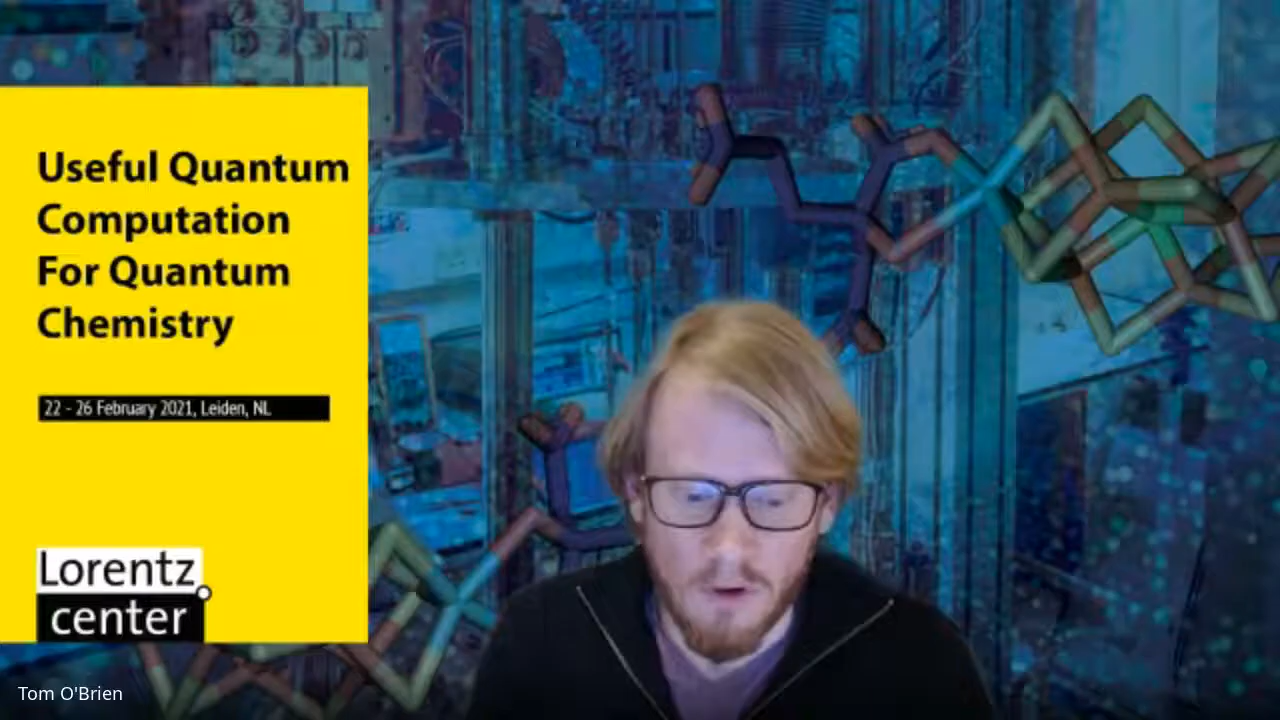 Useful Quantum
Computation
For Quantum
Chemistry
22 - 26 February 2021, Leiden, NL
Lorentz
center
Tom O'Brien